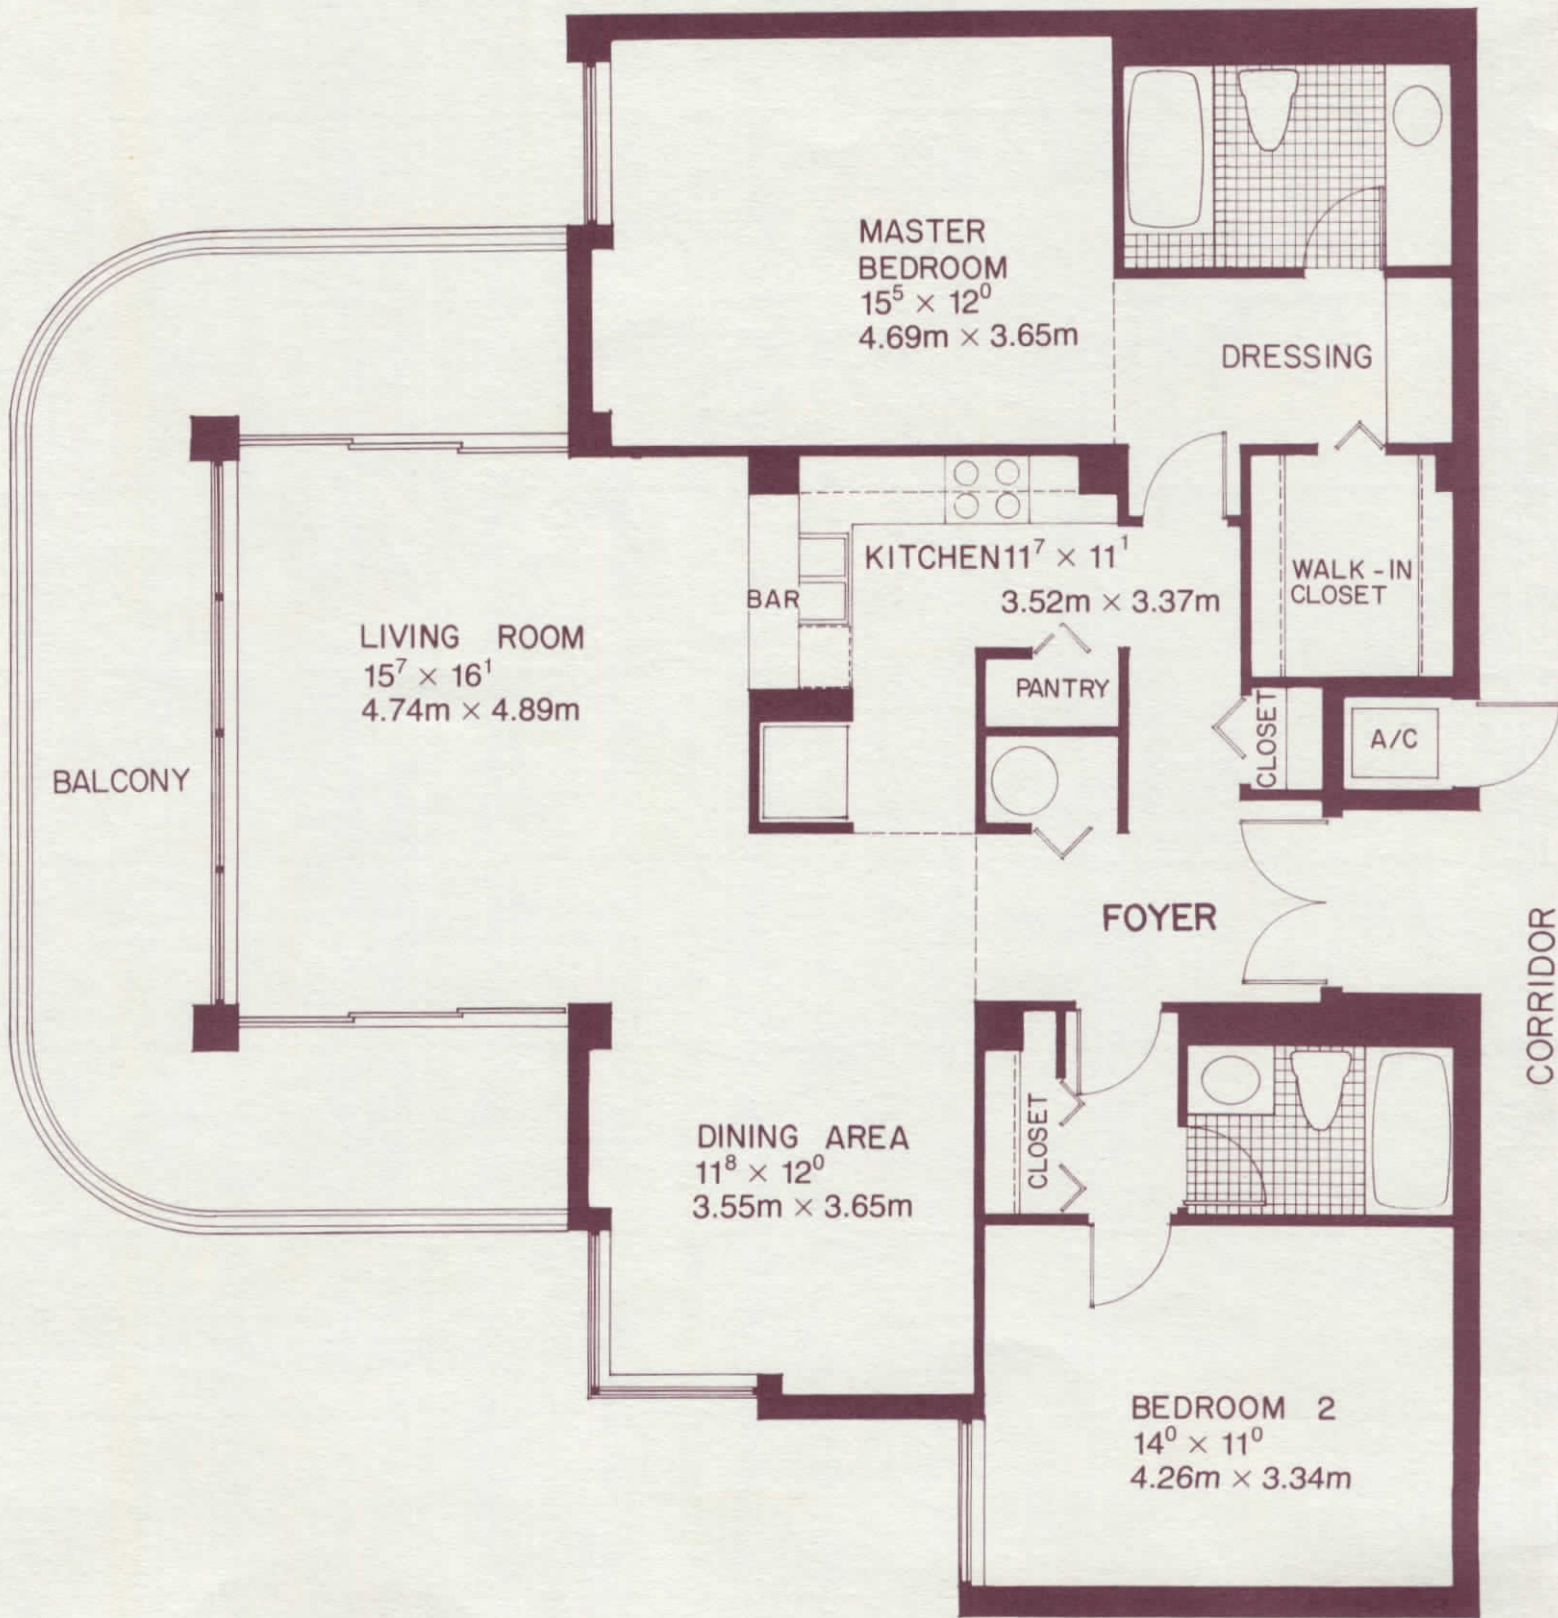 MASTER
BEDROOM
15⁵ × 12⁰
4.69m × 3.65m
DRESSING
KITCHEN 11⁷ × 11¹
3.52m × 3.37m
WALK-IN
CLOSET
BAR
LIVING ROOM
15⁷ × 16¹
4.74m × 4.89m
PANTRY
CLOSET
A/C
BALCONY
FOYER
CORRIDOR
CLOSET
DINING AREA
11⁸ × 12⁰
3.55m × 3.65m
BEDROOM 2
14⁰ × 11⁰
4.26m × 3.34m